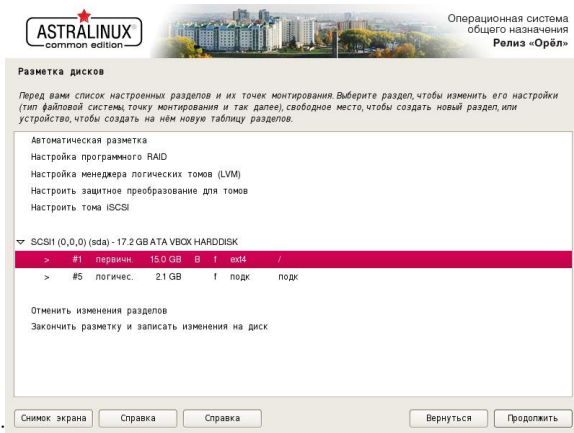 ASTRALINUX®
common edition
Операционная система
общего назначения
Релиз «Орёл»
Разметка дисков
Перед вами список настроенных разделов и их точек монтирования. Выберите раздел, чтобы изменить его настройки
(тип файловой системы, точку монтирования и так далее), свободное место, чтобы создать новый раздел, или
устройство, чтобы создать на нём новую таблицу разделов.
Автоматическая разметка
Настройка программного RAID
Настройка менеджера логических томов (LVM)
Настроить защитное преобразование для томов
Настроить тома iSCSI
SCSI1 (0,0,0) (sda) - 17.2 GB ATA VBOX HARDDISK
> #1 первичн. 15.0 GB B f ext4 /
> #5 логичес. 2.1 GB f подк подк
Отменить изменения разделов
Закончить разметку и записать изменения на диск
Снимок экрана Справка Справка Вернуться Продолжить